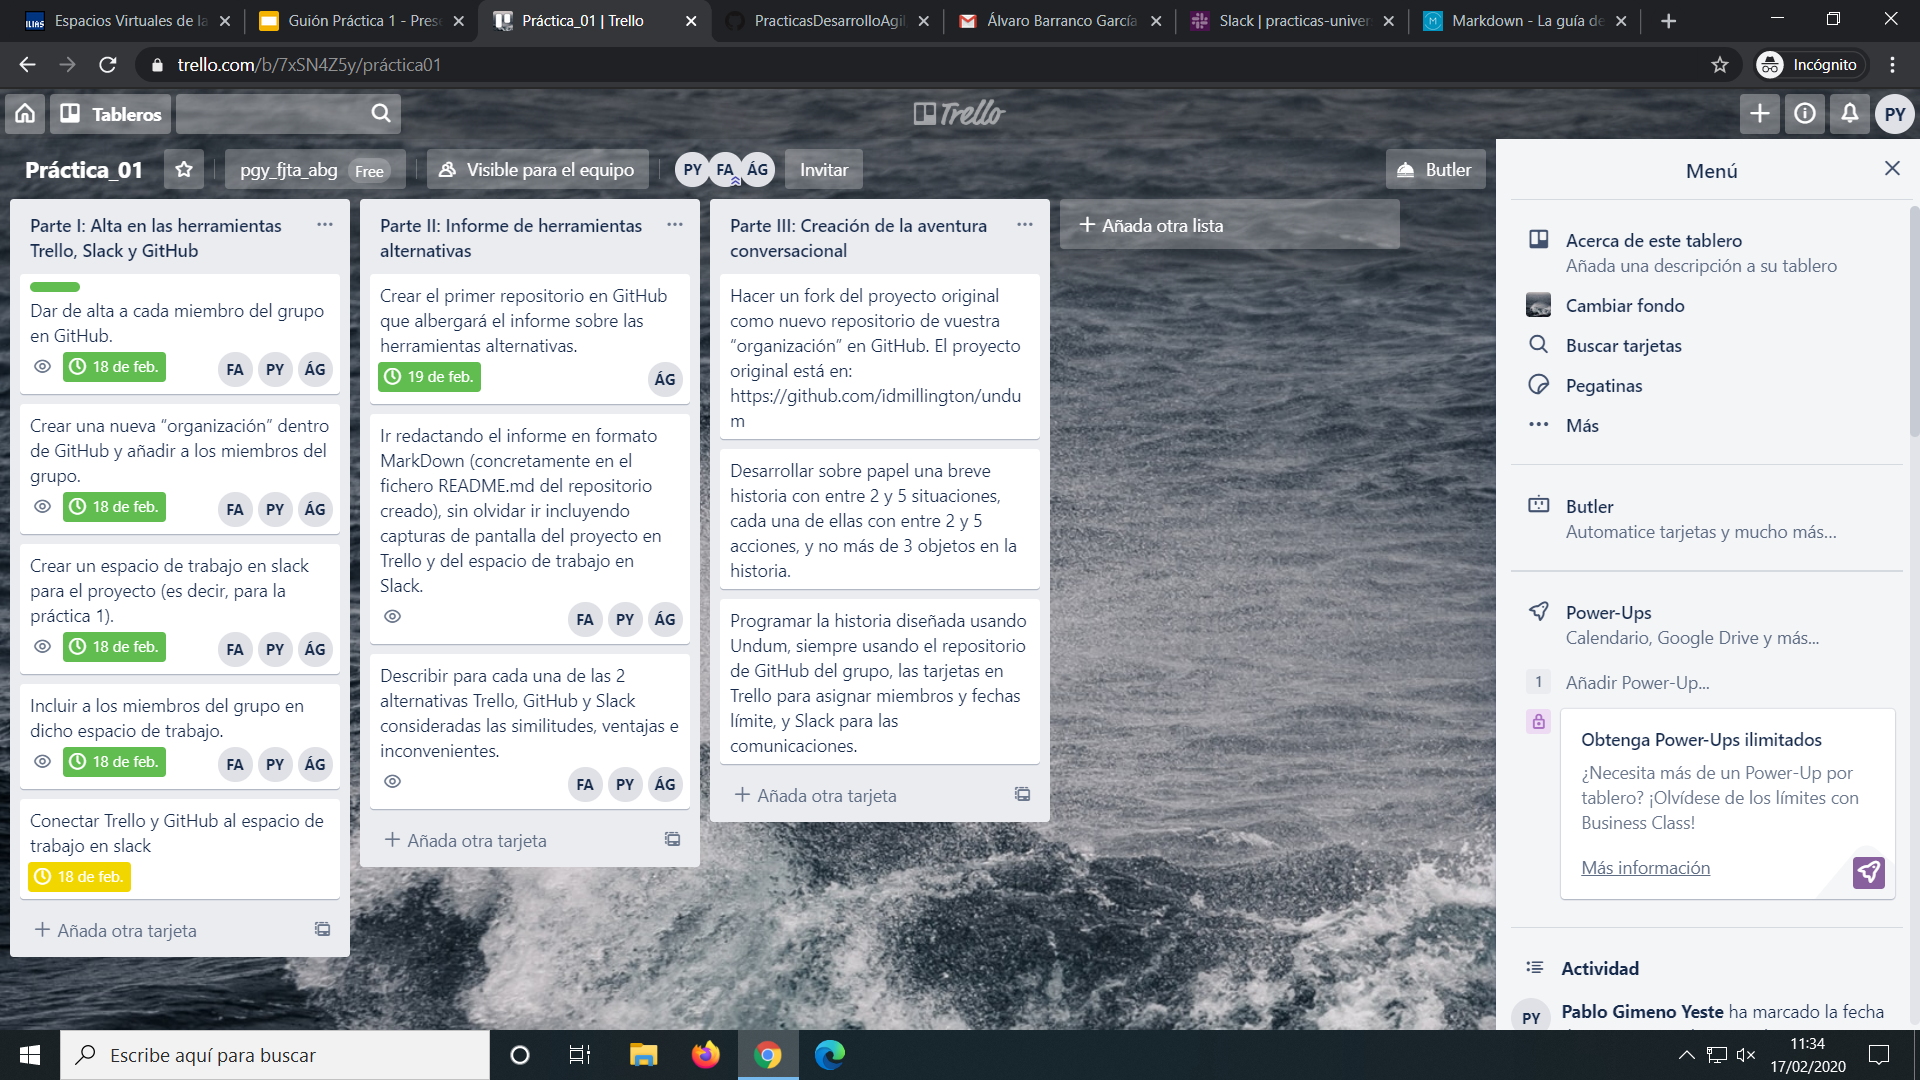 Espacios Virtuales de la
Guión Práctica 1 - Prese
Práctica_01 | Trello
PracticasDesarrolloAgil
Álvaro Barranco García
Slack | practicas-univer
Markdown - La guía de
trello.com/b/7xSN4Z5y/práctica01
Incógnito
Tableros
Trello
PY
Práctica_01
pgy_fjta_abg Free
Visible para el equipo
PY FA ÁG
Invitar
Butler
Parte I: Alta en las herramientas
Trello, Slack y GitHub
Dar de alta a cada miembro del grupo
en GitHub.
18 de feb.
FA PY ÁG
Crear una nueva “organización” dentro
de GitHub y añadir a los miembros del
grupo.
18 de feb.
FA PY ÁG
Crear un espacio de trabajo en slack
para el proyecto (es decir, para la
práctica 1).
18 de feb.
FA PY ÁG
Incluir a los miembros del grupo en
dicho espacio de trabajo.
18 de feb.
FA PY ÁG
Conectar Trello y GitHub al espacio de
trabajo en slack
18 de feb.
+ Añada otra tarjeta
Parte II: Informe de herramientas
alternativas
Crear el primer repositorio en GitHub
que albergará el informe sobre las
herramientas alternativas.
19 de feb.
ÁG
Ir redactando el informe en formato
MarkDown (concretamente en el
fichero README.md del repositorio
creado), sin olvidar ir incluyendo
capturas de pantalla del proyecto en
Trello y del espacio de trabajo en
Slack.
FA PY ÁG
Describir para cada una de las 2
alternativas Trello, GitHub y Slack
consideradas las similitudes, ventajas e
inconvenientes.
FA PY ÁG
+ Añada otra tarjeta
Parte III: Creación de la aventura
conversacional
Hacer un fork del proyecto original
como nuevo repositorio de vuestra
“organización” en GitHub. El proyecto
original está en:
https://github.com/idmillington/undu
m
Desarrollar sobre papel una breve
historia con entre 2 y 5 situaciones,
cada una de ellas con entre 2 y 5
acciones, y no más de 3 objetos en la
historia.
Programar la historia diseñada usando
Undum, siempre usando el repositorio
de GitHub del grupo, las tarjetas en
Trello para asignar miembros y fechas
límite, y Slack para las
comunicaciones.
+ Añada otra tarjeta
+ Añada otra lista
Menú
Acerca de este tablero
Añada una descripción a su tablero
Cambiar fondo
Buscar tarjetas
Pegatinas
Más
Butler
Automatice tarjetas y mucho más...
Power-Ups
Calendario, Google Drive y más...
1 Añadir Power-Up...
Obtenga Power-Ups ilimitados
¿Necesita más de un Power-Up por
tablero? ¡Olvídese de los límites con
Business Class!
Más información
Actividad
PY Pablo Gimeno Yeste ha marcado la fecha
Escribe aquí para buscar
11:34
17/02/2020